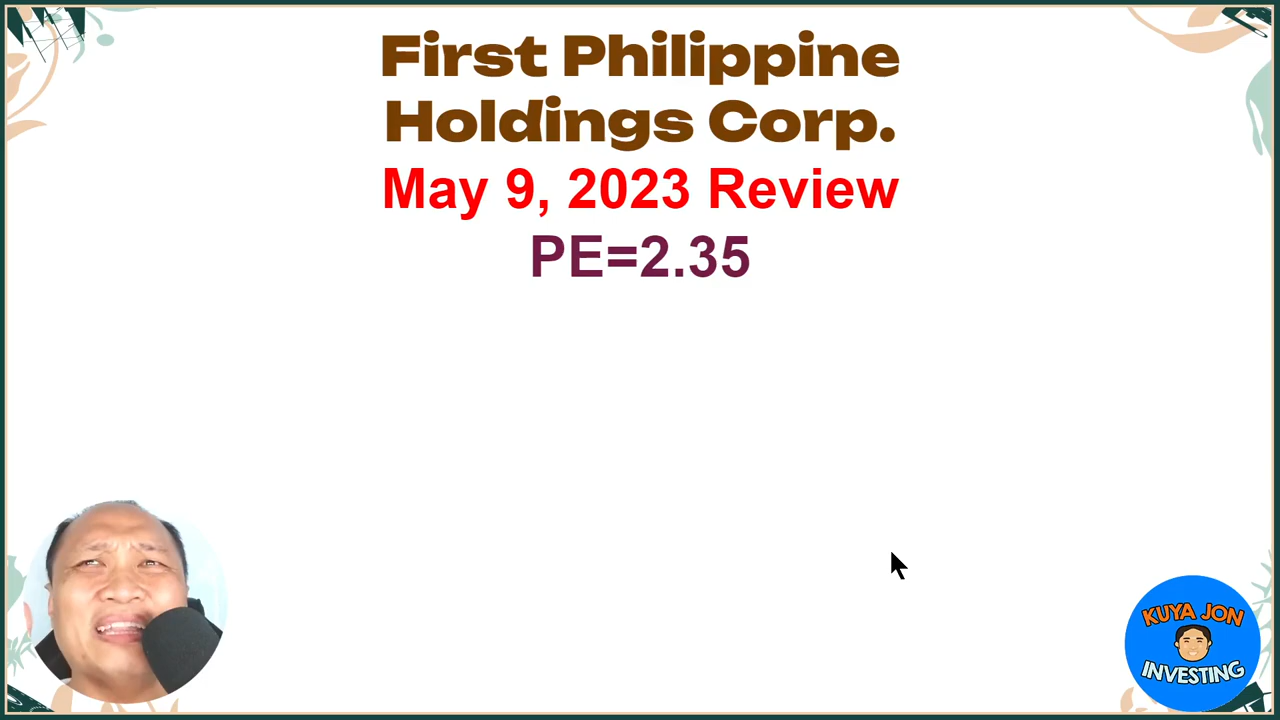 First Philippine
Holdings Corp.
May 9, 2023 Review
PE=2.35
KUYA JON
INVESTING